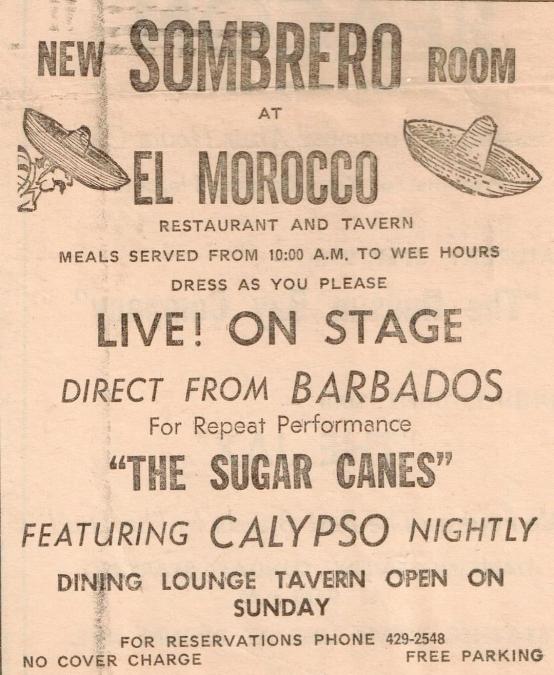 NEW SOMBRERO ROOM
AT
EL MOROCCO
RESTAURANT AND TAVERN
MEALS SERVED FROM 10:00 A.M. TO WEE HOURS
DRESS AS YOU PLEASE
LIVE! ON STAGE
DIRECT FROM BARBADOS
For Repeat Performance
"THE SUGAR CANES"
FEATURING CALYPSO NIGHTLY
DINING LOUNGE TAVERN OPEN ON
SUNDAY
FOR RESERVATIONS PHONE 429-2548
NO COVER CHARGE FREE PARKING